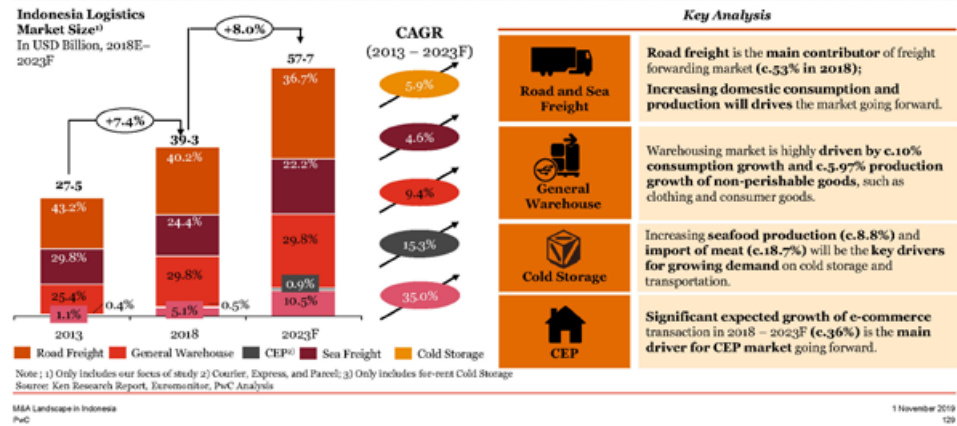 Indonesia Logistics
Market Size¹⁾
In USD Billion, 2018E–
2023F
+8.0%
+7.4%
27.5
39.3
57.7
43.2%
29.8%
25.4%
1.1%
0.4%
40.2%
24.4%
29.8%
5.1%
0.5%
36.7%
22.2%
29.8%
0.9%
10.5%
2013
2018
2023F
CAGR
(2013 – 2023F)
5.9%
4.6%
9.4%
15.3%
35.0%
Road Freight
General Warehouse
CEP²⁾
Sea Freight
Cold Storage
Key Analysis
Road and Sea
Freight
Road freight is the main contributor of freight
forwarding market (c.53% in 2018);
Increasing domestic consumption and
production will drives the market going forward.
General
Warehouse
Warehousing market is highly driven by c.10%
consumption growth and c.5.97% production
growth of non-perishable goods, such as
clothing and consumer goods.
Cold Storage
Increasing seafood production (c.8.8%) and
import of meat (c.18.7%) will be the key drivers
for growing demand on cold storage and
transportation.
CEP
Significant expected growth of e-commerce
transaction in 2018 – 2023F (c.36%) is the main
driver for CEP market going forward.
Note ; 1) Only includes our focus of study 2) Courier, Express, and Parcel; 3) Only includes for-rent Cold Storage
Source: Ken Research Report, Euromonitor, PwC Analysis
M&A Landscape in Indonesia
PwC
1 November 2019
129